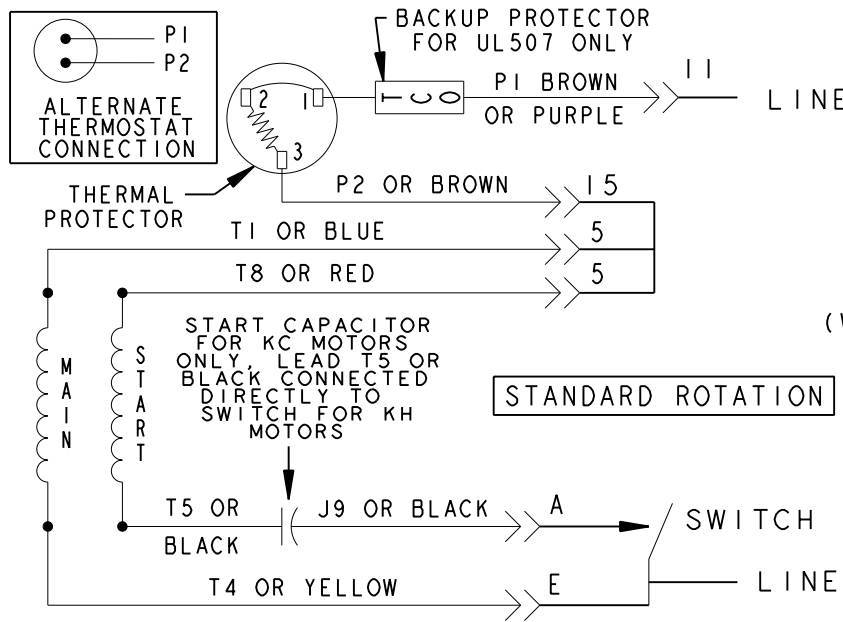 P1
P2
ALTERNATE
THERMOSTAT
CONNECTION
BACKUP PROTECTOR
FOR UL507 ONLY
2
1
3
TCO
P1 BROWN
OR PURPLE
11
LINE
THERMAL
PROTECTOR
P2 OR BROWN
15
T1 OR BLUE
5
T8 OR RED
5
START CAPACITOR
FOR KC MOTORS
ONLY, LEAD T5 OR
BLACK CONNECTED
DIRECTLY TO
SWITCH FOR KH
MOTORS
(
MAIN
START
STANDARD ROTATION
T5 OR
BLACK
J9 OR BLACK
A
SWITCH
T4 OR YELLOW
E
LINE